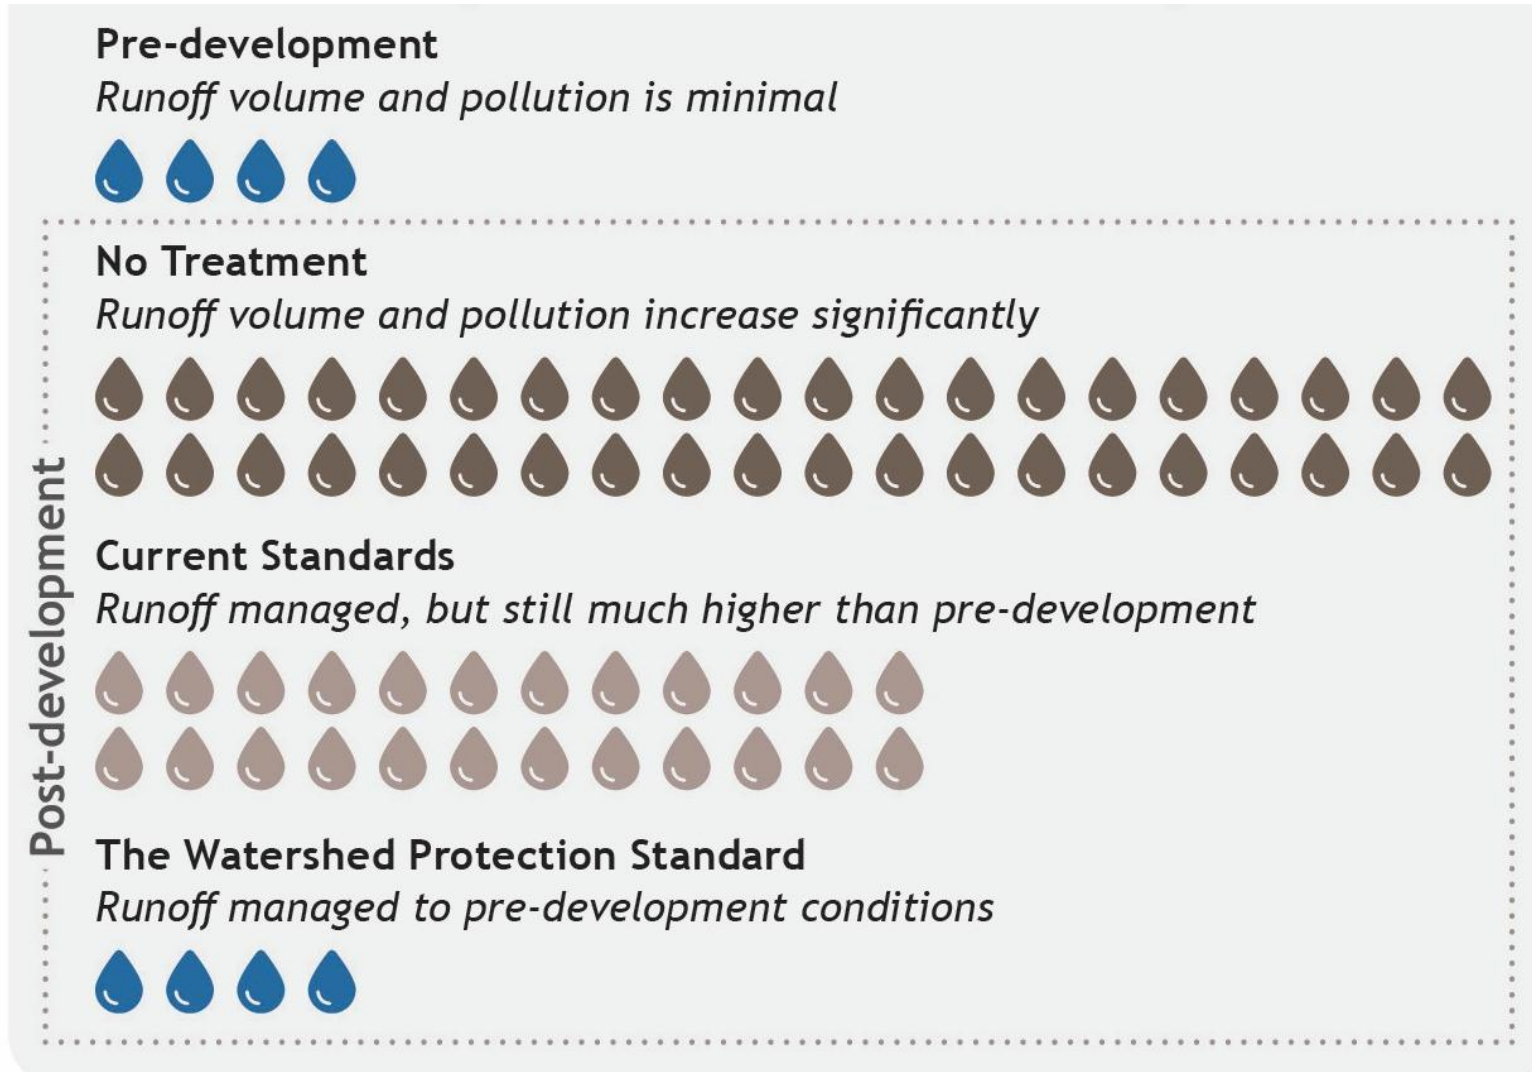 Pre-development
Runoff volume and pollution is minimal
No Treatment
Runoff volume and pollution increase significantly
Post-development
Current Standards
Runoff managed, but still much higher than pre-development
The Watershed Protection Standard
Runoff managed to pre-development conditions